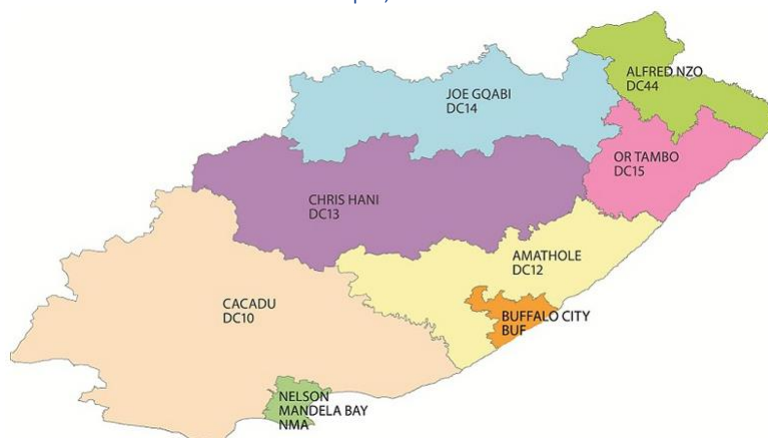 ALFRED NZO
DC44
JOE GQABI
DC14
OR TAMBO
DC15
CHRIS HANI
DC13
AMATHOLE
DC12
CACADU
DC10
BUFFALO CITY
BUF
NELSON
MANDELA BAY
NMA